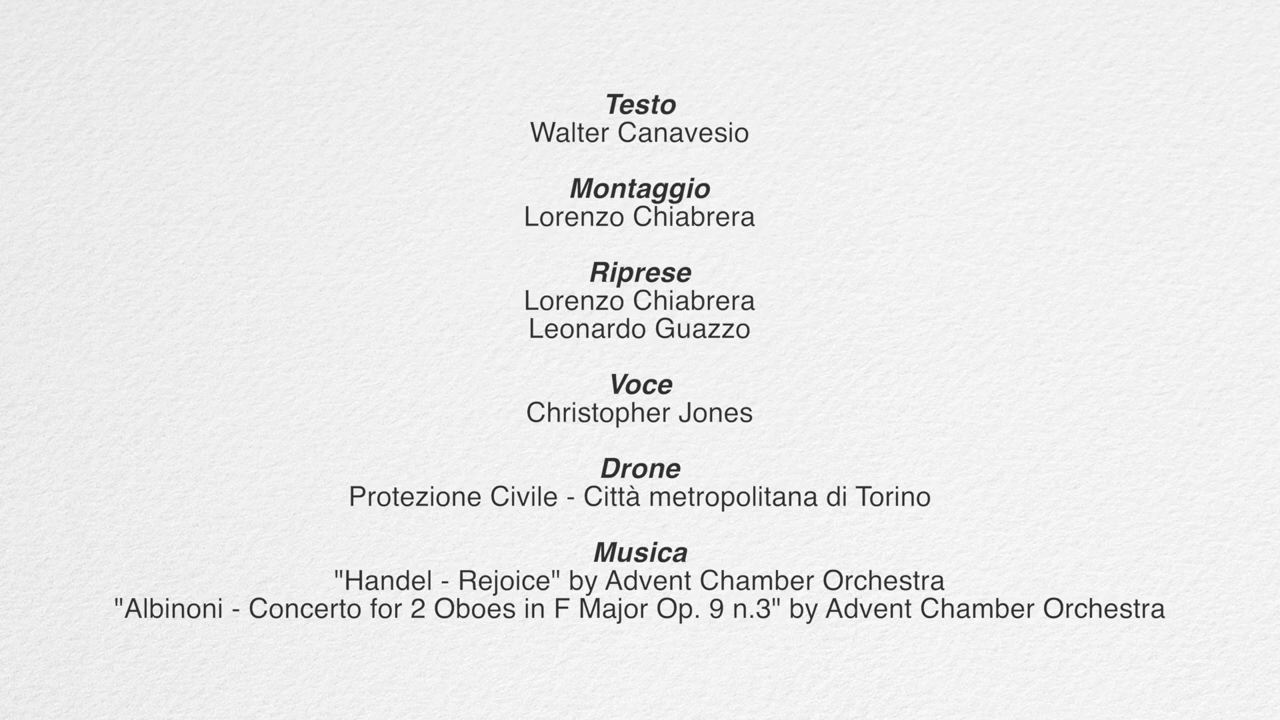 Testo
Walter Canavesio
Montaggio
Lorenzo Chiabrera
Riprese
Lorenzo Chiabrera
Leonardo Guazzo
Voce
Christopher Jones
Drone
Protezione Civile - Città metropolitana di Torino
Musica
"Handel - Rejoice" by Advent Chamber Orchestra
"Albinoni - Concerto for 2 Oboes in F Major Op. 9 n.3" by Advent Chamber Orchestra